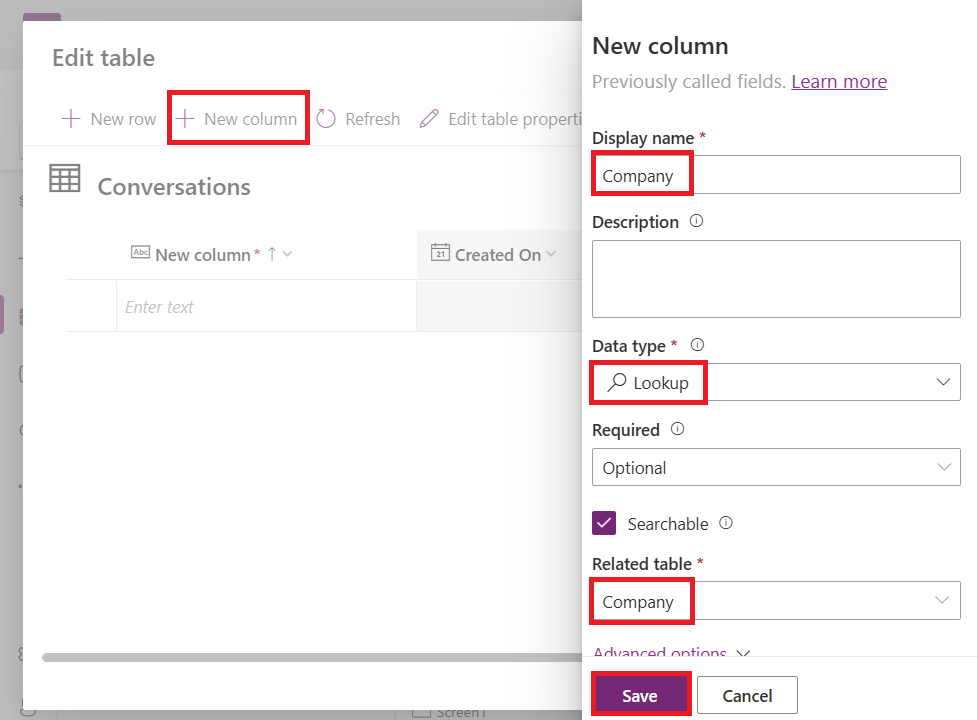 Edit table
New row
New column
Refresh
Edit table properti
Conversations
Abc New column * ↑
21 Created On
Enter text
New column
Previously called fields. Learn more
Display name *
Company
Description
Data type *
Lookup
Required
Optional
Searchable
Related table *
Company
Advanced options
Save
Cancel
Screen1